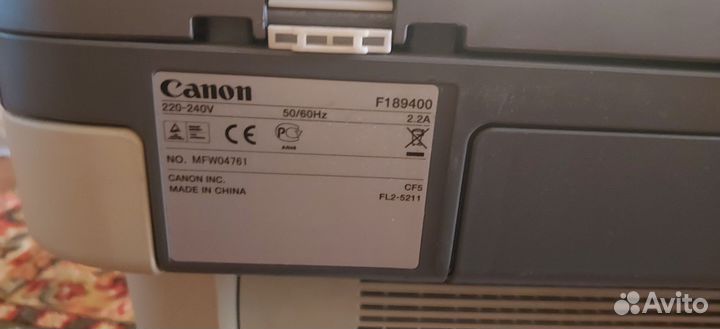 Canon
F189400
220-240V 50/60Hz 2.2A
NO. MFW04761
CANON INC.
MADE IN CHINA
CF5
FL2-5211
Avito